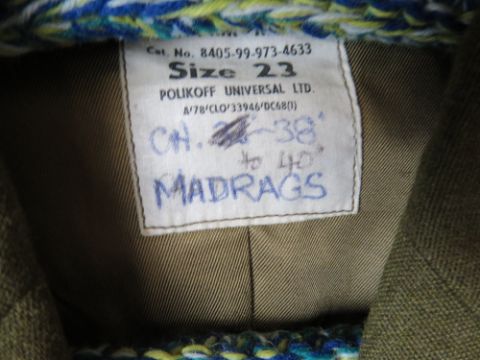 Cat. No. 8405-99-973-4633
Size 23
POLIKOFF UNIVERSAL LTD.
A/78/CLO/33946/DC68(1)
CH. 38"
to 40"
MADRAGS